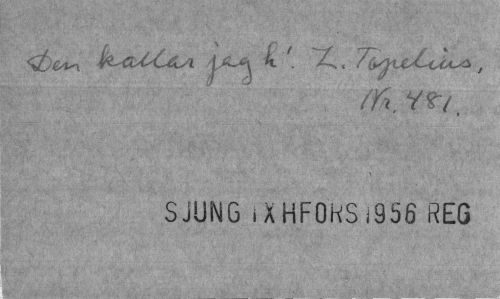 Den kallar jag h! Z. Topelius,
Nr. 481.
SJUNG IX HFORS 1956 REG